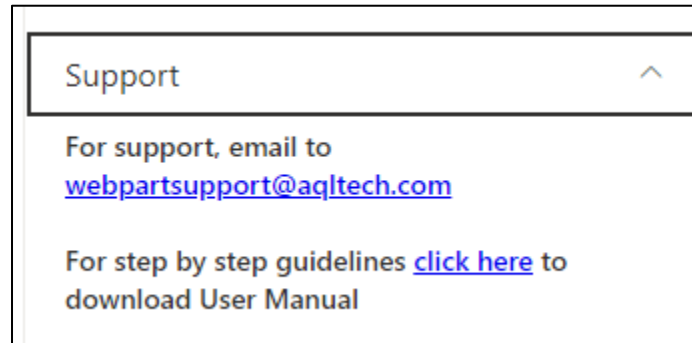 Support
For support, email to
webpartsupport@aqltech.com
For step by step guidelines click here to
download User Manual